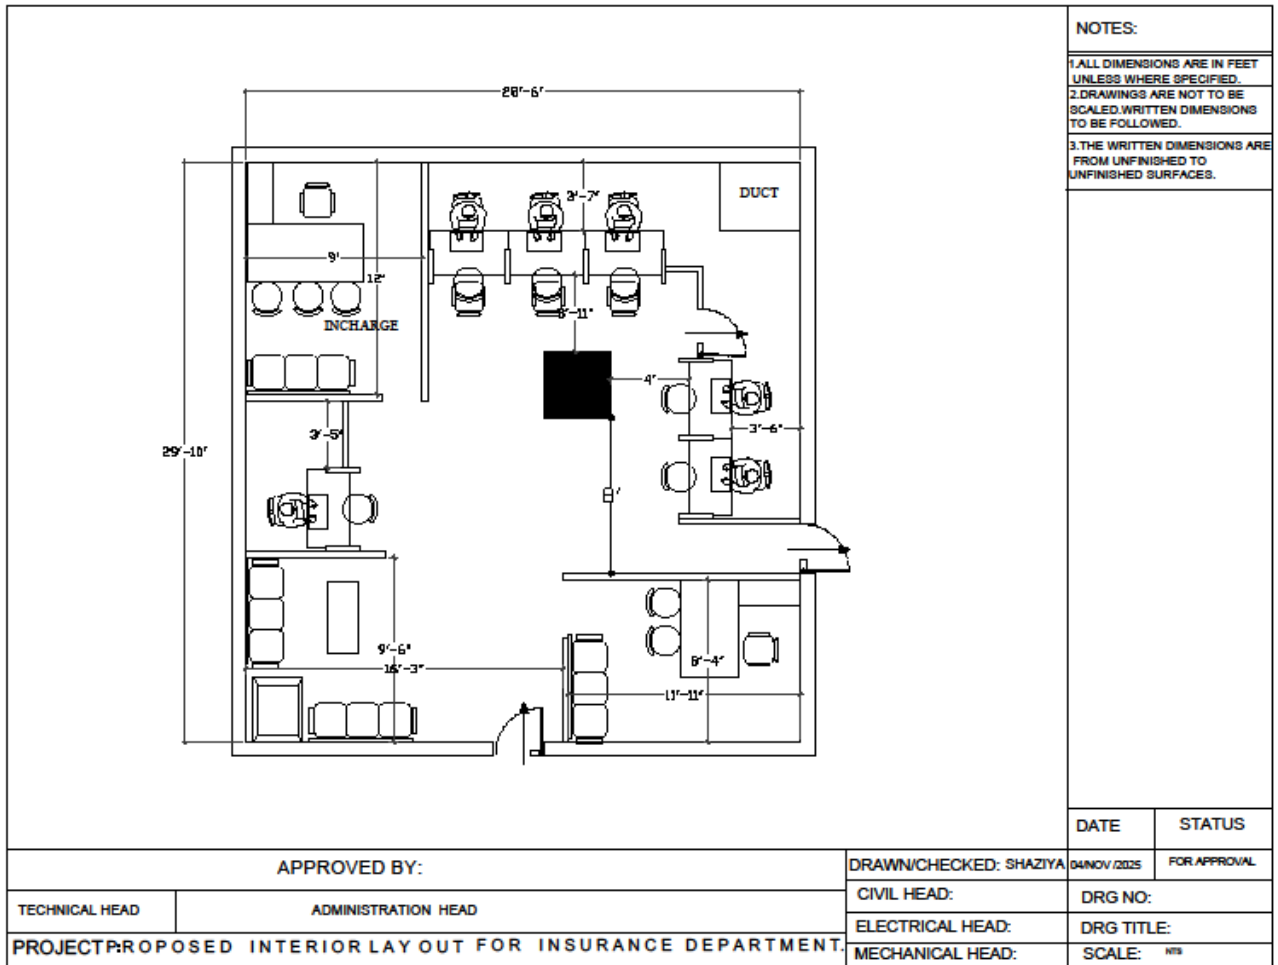 NOTES:
1.ALL DIMENSIONS ARE IN FEET
UNLESS WHERE SPECIFIED.
2.DRAWINGS ARE NOT TO BE
SCALED.WRITTEN DIMENSIONS
TO BE FOLLOWED.
3.THE WRITTEN DIMENSIONS ARE
FROM UNFINISHED TO
UNFINISHED SURFACES.
28'-6"
DUCT
3'-7"
9'
12'
INCHARGE
4'
3'-6"
3'-5"
29'-10"
8'
9'-6"
16'-3"
8'-4"
11'-11"
DATE
STATUS
APPROVED BY:
DRAWN/CHECKED: SHAZIYA
04/NOV /2025
FOR APPROVAL
TECHNICAL HEAD
ADMINISTRATION HEAD
CIVIL HEAD:
DRG NO:
ELECTRICAL HEAD:
DRG TITLE:
PROJECT:PROPOSED INTERIOR LAY OUT FOR INSURANCE DEPARTMENT.
MECHANICAL HEAD:
SCALE: NTS